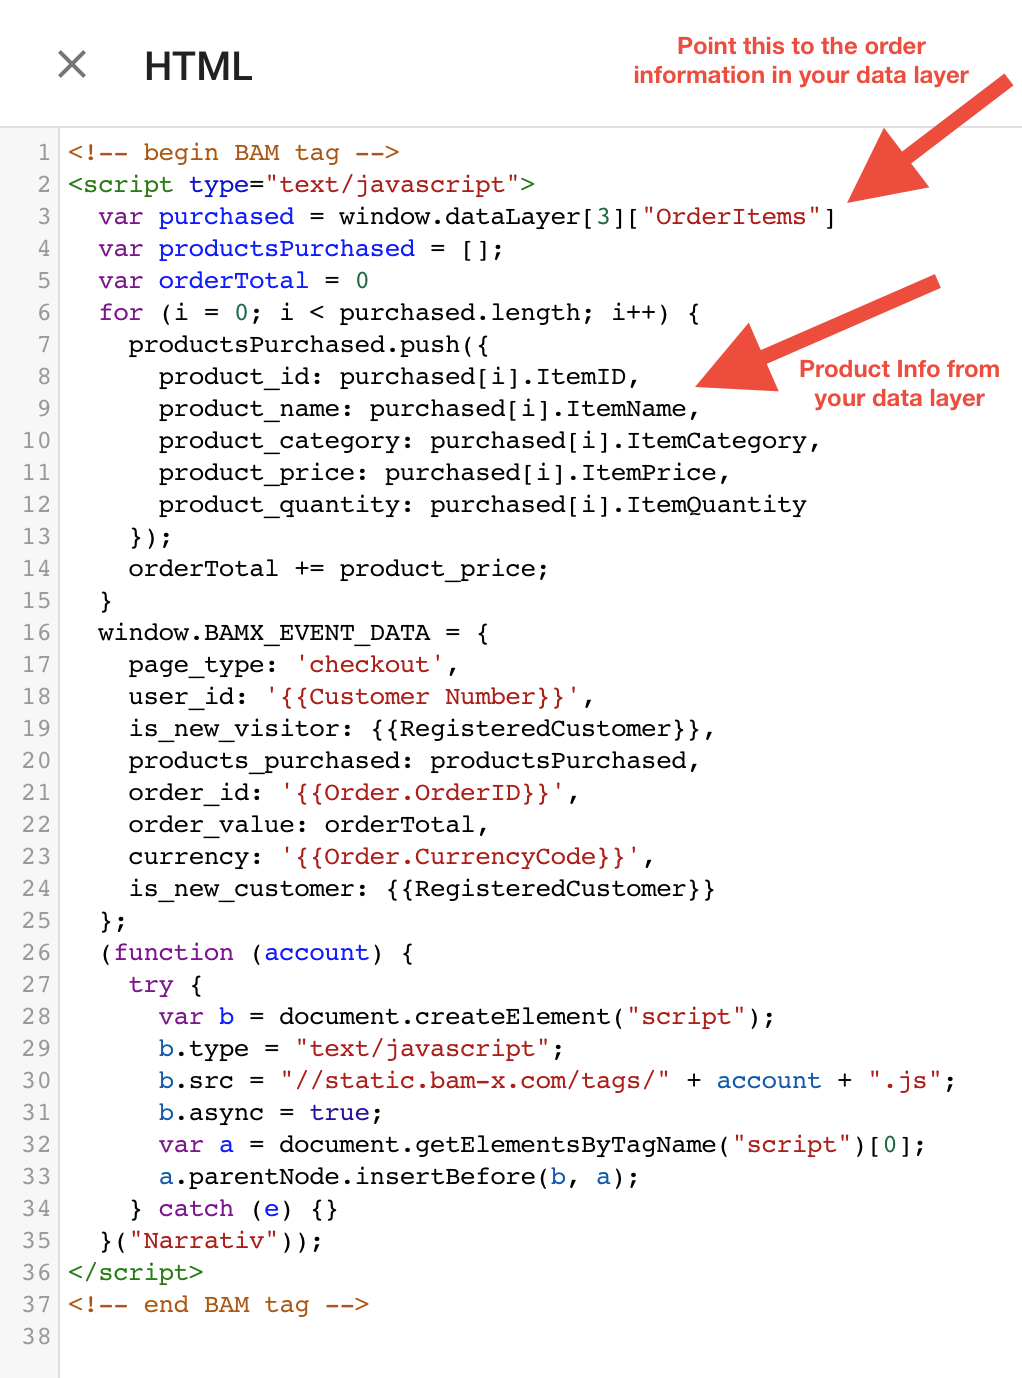 HTML
Point this to the order
information in your data layer
1 <!-- begin BAM tag -->
2 <script type="text/javascript">
3   var purchased = window.dataLayer[3]["OrderItems"]
4   var productsPurchased = [];
5   var orderTotal = 0
6   for (i = 0; i < purchased.length; i++) {
7     productsPurchased.push({
8       product_id: purchased[i].ItemID,
Product Info from
your data layer
9       product_name: purchased[i].ItemName,
10       product_category: purchased[i].ItemCategory,
11       product_price: purchased[i].ItemPrice,
12       product_quantity: purchased[i].ItemQuantity
13     });
14     orderTotal += product_price;
15   }
16   window.BAMX_EVENT_DATA = {
17     page_type: 'checkout',
18     user_id: '{{Customer Number}}',
19     is_new_visitor: {{RegisteredCustomer}},
20     products_purchased: productsPurchased,
21     order_id: '{{Order.OrderID}}',
22     order_value: orderTotal,
23     currency: '{{Order.CurrencyCode}}',
24     is_new_customer: {{RegisteredCustomer}}
25   };
26   (function (account) {
27     try {
28       var b = document.createElement("script");
29       b.type = "text/javascript";
30       b.src = "//static.bam-x.com/tags/" + account + ".js";
31       b.async = true;
32       var a = document.getElementsByTagName("script")[0];
33       a.parentNode.insertBefore(b, a);
34     } catch (e) {}
35   }("Narrativ"));
36 </script>
37 <!-- end BAM tag -->
38